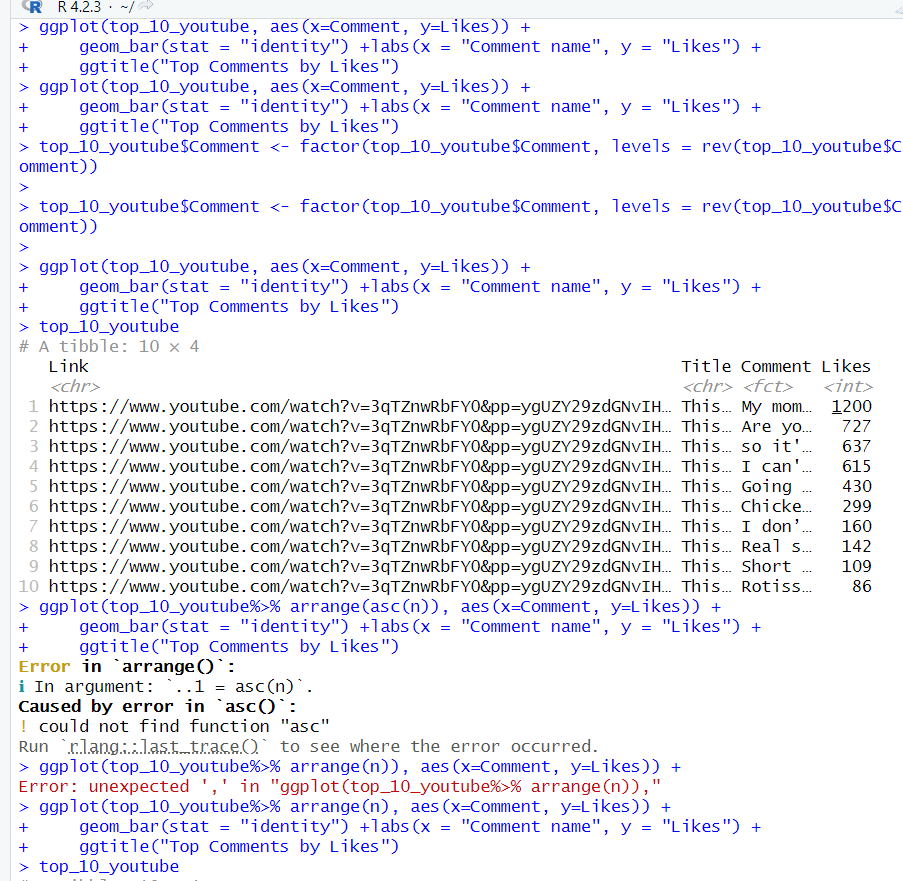 R 4.2.3 · ~/
> ggplot(top_10_youtube, aes(x=Comment, y=Likes)) +
+     geom_bar(stat = "identity") +labs(x = "Comment name", y = "Likes") +
+     ggtitle("Top Comments by Likes")
> ggplot(top_10_youtube, aes(x=Comment, y=Likes)) +
+     geom_bar(stat = "identity") +labs(x = "Comment name", y = "Likes") +
+     ggtitle("Top Comments by Likes")
> top_10_youtube$Comment <- factor(top_10_youtube$Comment, levels = rev(top_10_youtube$C
omment))
>
> top_10_youtube$Comment <- factor(top_10_youtube$Comment, levels = rev(top_10_youtube$C
omment))
>
> ggplot(top_10_youtube, aes(x=Comment, y=Likes)) +
+     geom_bar(stat = "identity") +labs(x = "Comment name", y = "Likes") +
+     ggtitle("Top Comments by Likes")
> top_10_youtube
# A tibble: 10 × 4
Link Title Comment Likes
<chr> <chr> <fct> <int>
1 https://www.youtube.com/watch?v=3qTZnwRbFY0&pp=ygUZY29zdGNvIH… This… My mom… 1200
2 https://www.youtube.com/watch?v=3qTZnwRbFY0&pp=ygUZY29zdGNvIH… This… Are yo… 727
3 https://www.youtube.com/watch?v=3qTZnwRbFY0&pp=ygUZY29zdGNvIH… This… so it'… 637
4 https://www.youtube.com/watch?v=3qTZnwRbFY0&pp=ygUZY29zdGNvIH… This… I can'… 615
5 https://www.youtube.com/watch?v=3qTZnwRbFY0&pp=ygUZY29zdGNvIH… This… Going … 430
6 https://www.youtube.com/watch?v=3qTZnwRbFY0&pp=ygUZY29zdGNvIH… This… Chicke… 299
7 https://www.youtube.com/watch?v=3qTZnwRbFY0&pp=ygUZY29zdGNvIH… This… I don’… 160
8 https://www.youtube.com/watch?v=3qTZnwRbFY0&pp=ygUZY29zdGNvIH… This… Real s… 142
9 https://www.youtube.com/watch?v=3qTZnwRbFY0&pp=ygUZY29zdGNvIH… This… Short … 109
10 https://www.youtube.com/watch?v=3qTZnwRbFY0&pp=ygUZY29zdGNvIH… This… Rotiss… 86
> ggplot(top_10_youtube%>% arrange(asc(n)), aes(x=Comment, y=Likes)) +
+     geom_bar(stat = "identity") +labs(x = "Comment name", y = "Likes") +
+     ggtitle("Top Comments by Likes")
Error in `arrange()`:
ℹ In argument: `..1 = asc(n)`.
Caused by error in `asc()`:
! could not find function "asc"
Run `rlang::last_trace()` to see where the error occurred.
> ggplot(top_10_youtube%>% arrange(n)), aes(x=Comment, y=Likes)) +
Error: unexpected ',' in "ggplot(top_10_youtube%>% arrange(n)),"
> ggplot(top_10_youtube%>% arrange(n), aes(x=Comment, y=Likes)) +
+     geom_bar(stat = "identity") +labs(x = "Comment name", y = "Likes") +
+     ggtitle("Top Comments by Likes")
> top_10_youtube